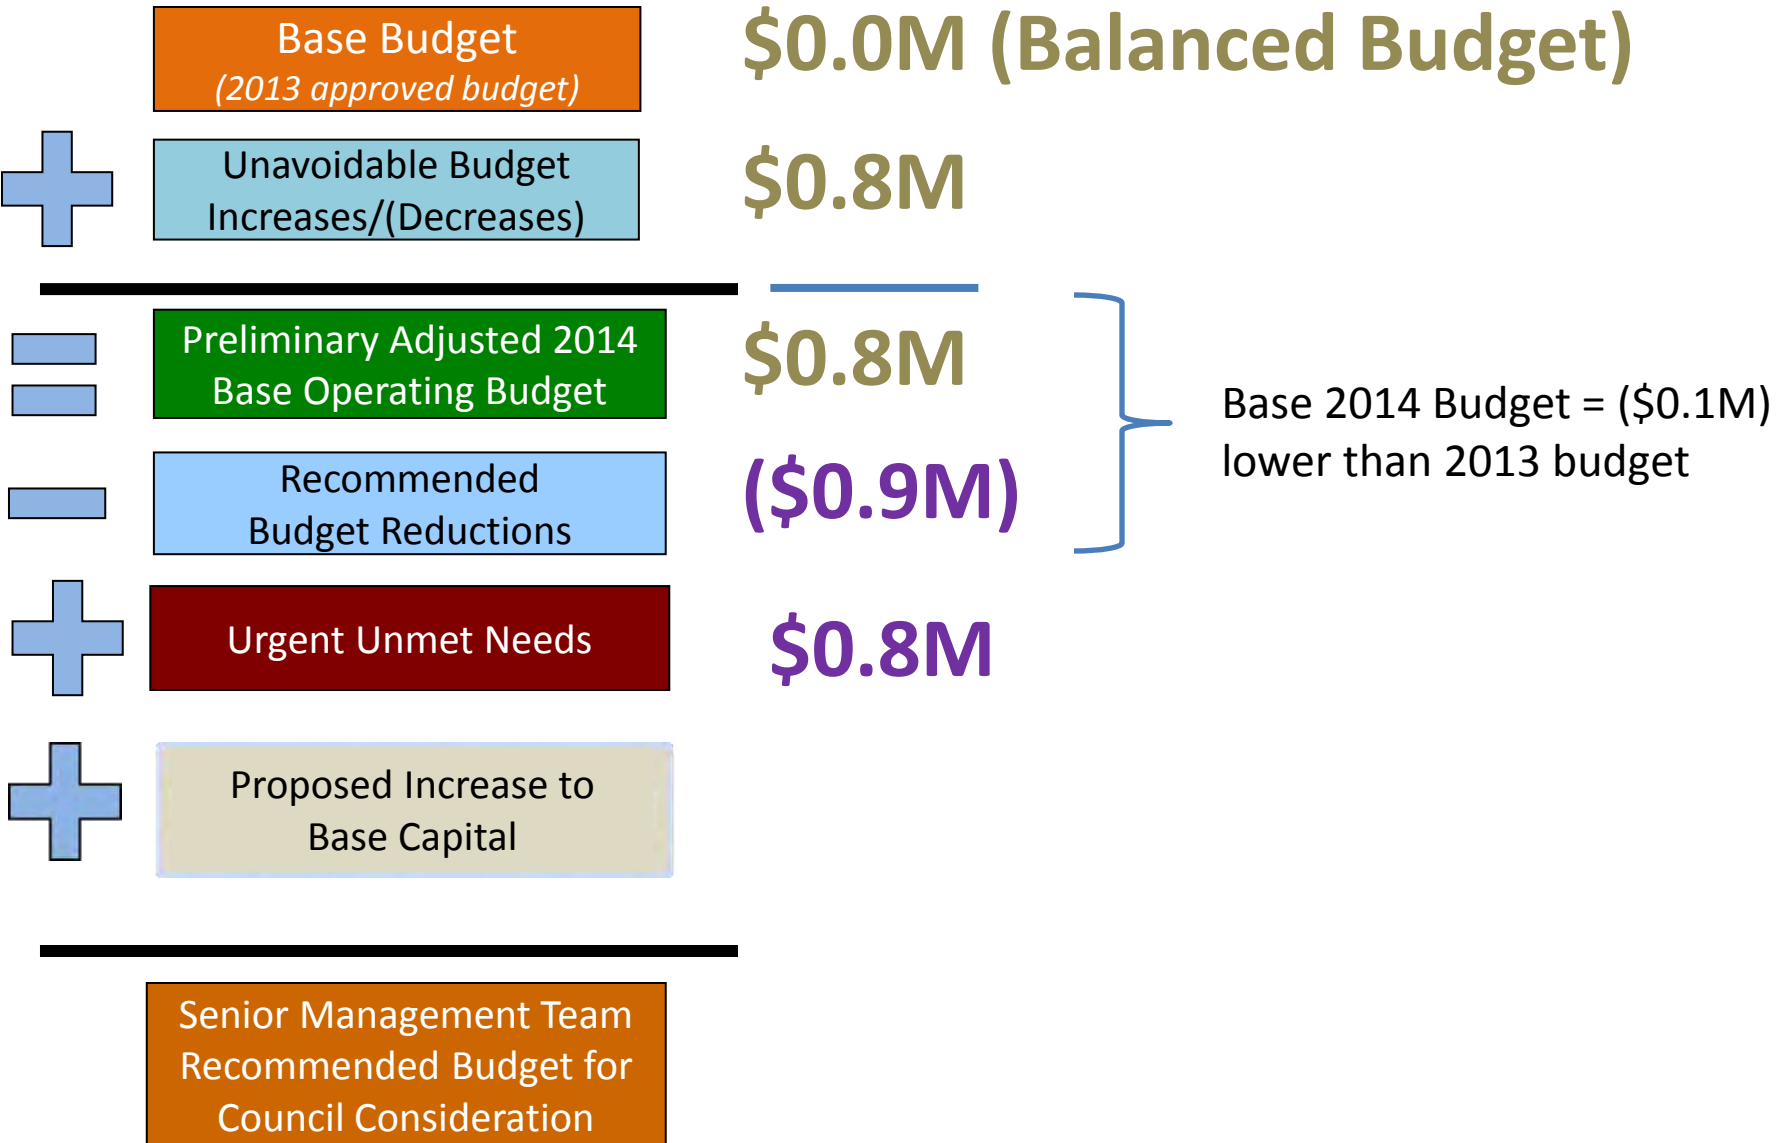 Base Budget
(2013 approved budget)
$0.0M (Balanced Budget)
Unavoidable Budget
Increases/(Decreases)
$0.8M
Preliminary Adjusted 2014
Base Operating Budget
$0.8M
Base 2014 Budget = ($0.1M)
lower than 2013 budget
Recommended
Budget Reductions
($0.9M)
Urgent Unmet Needs
$0.8M
Proposed Increase to
Base Capital
Senior Management Team
Recommended Budget for
Council Consideration